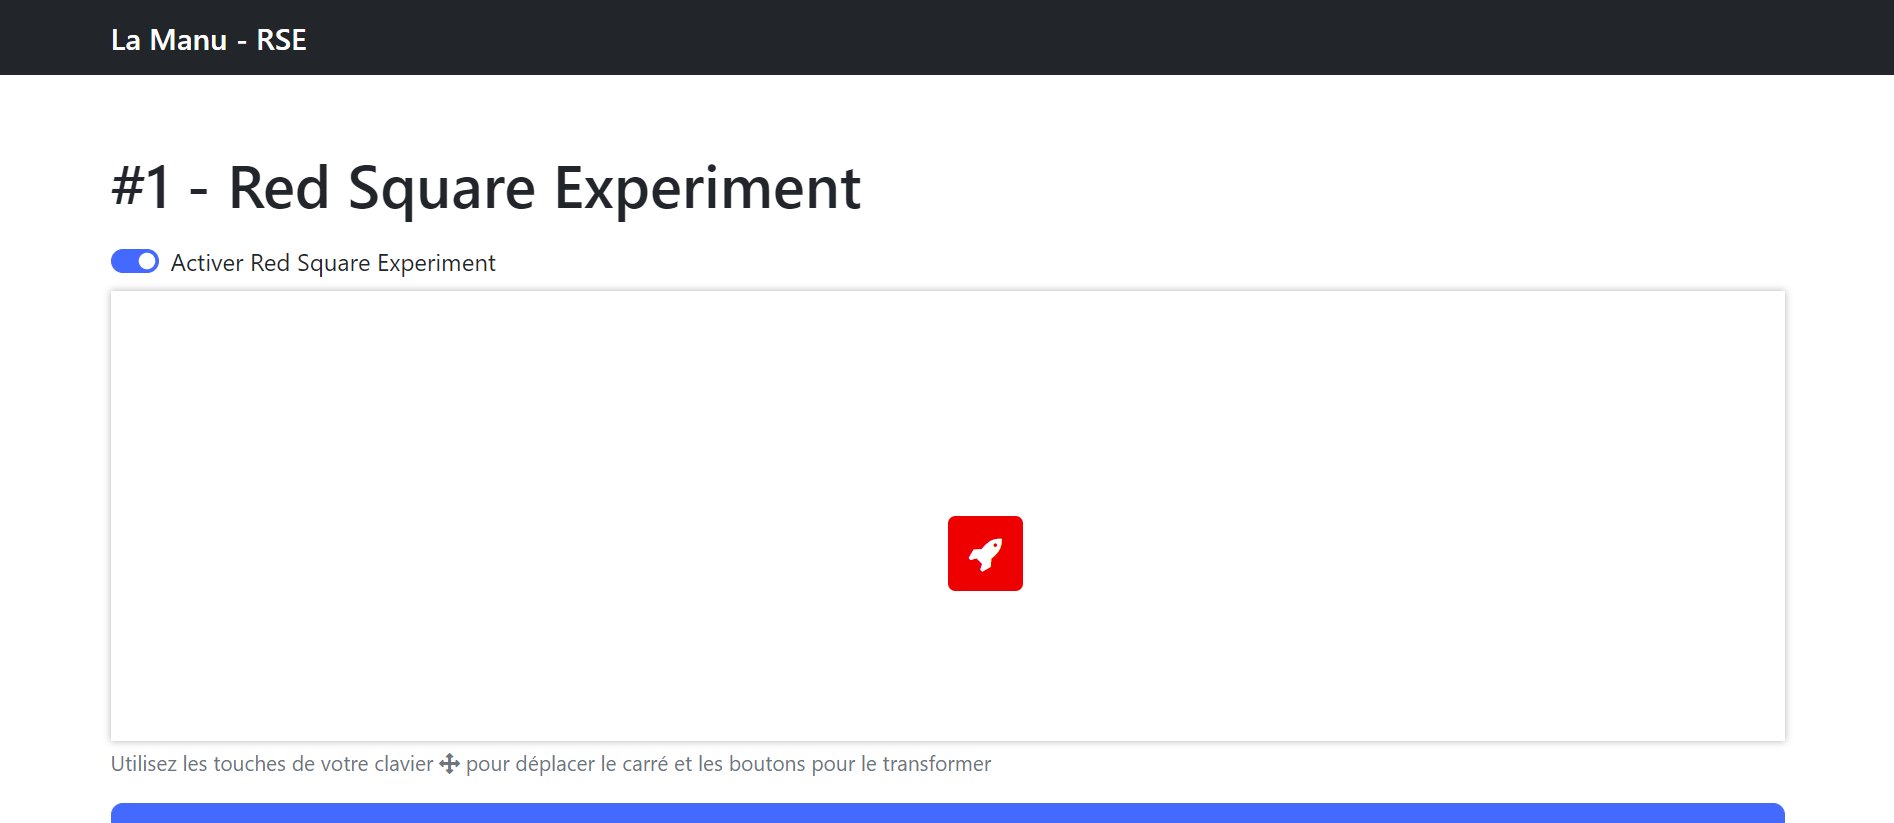 La Manu - RSE
#1 - Red Square Experiment
Activer Red Square Experiment
Utilisez les touches de votre clavier pour déplacer le carré et les boutons pour le transformer